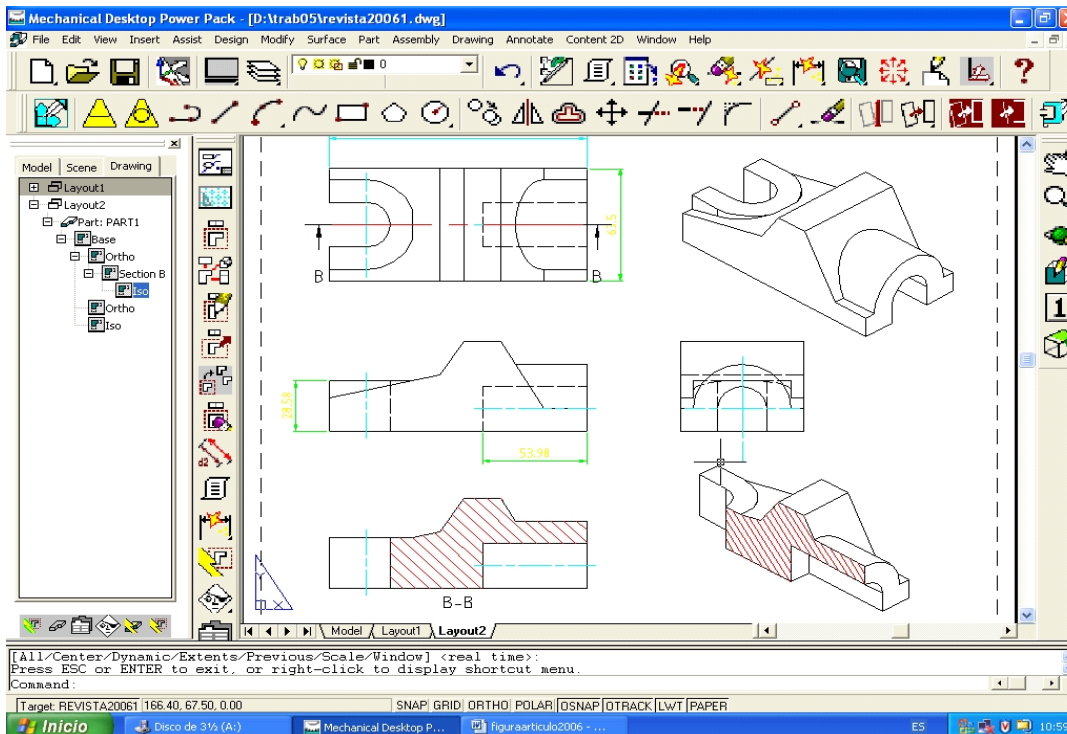 Mechanical Desktop Power Pack - [D:\trab05\revista20061.dwg]
File Edit View Insert Assist Design Modify Surface Part Assembly Drawing Annotate Content 2D Window Help
0
Model Scene Drawing
Layout1
Layout2
Part: PART1
Base
Ortho
Section B
Iso
Ortho
Iso
d2
1
B
B
28.58
53.98
B-B
X
Model Layout1 Layout2
[All/Center/Dynamic/Extents/Previous/Scale/Window] <real time>:
Press ESC or ENTER to exit, or right-click to display shortcut menu.
Command:
Target: REVISTA20061 166.40, 67.50, 0.00 SNAP GRID ORTHO POLAR OSNAP OTRACK LWT PAPER
Inicio Disco de 3½ (A:) Mechanical Desktop P... figuraarticulo2006 - ... ES 10:59